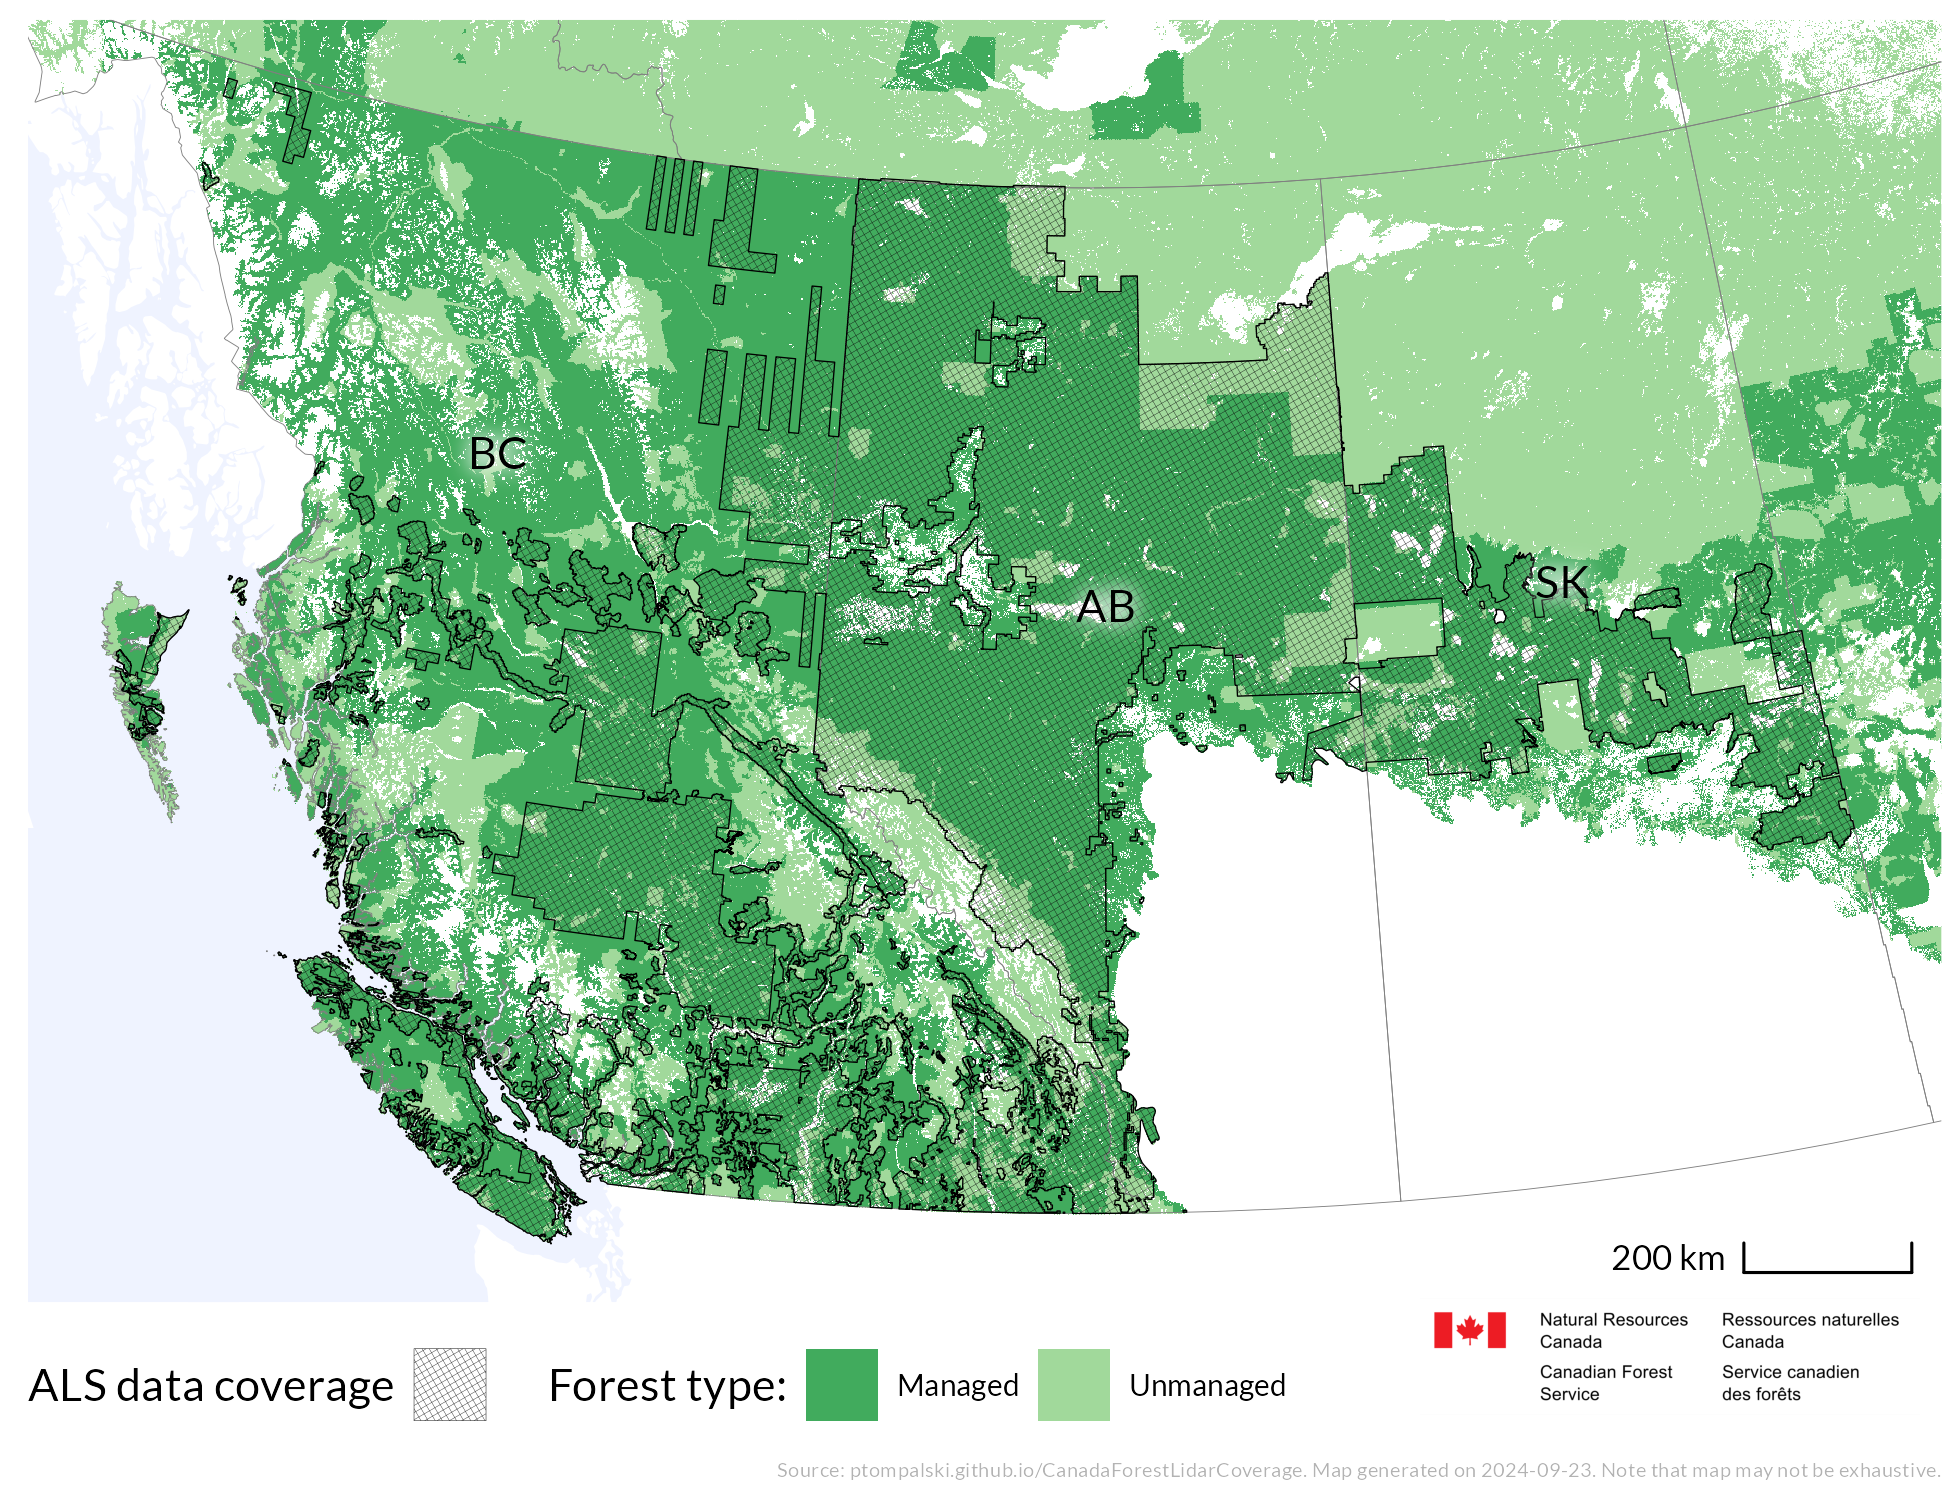 BC
AB
SK
200 km
Natural Resources
Canada
Ressources naturelles
Canada
Canadian Forest
Service
Service canadien
des forêts
ALS data coverage
Forest type:
Managed
Unmanaged
Source: ptompalski.github.io/CanadaForestLidarCoverage. Map generated on 2024-09-23. Note that map may not be exhaustive.